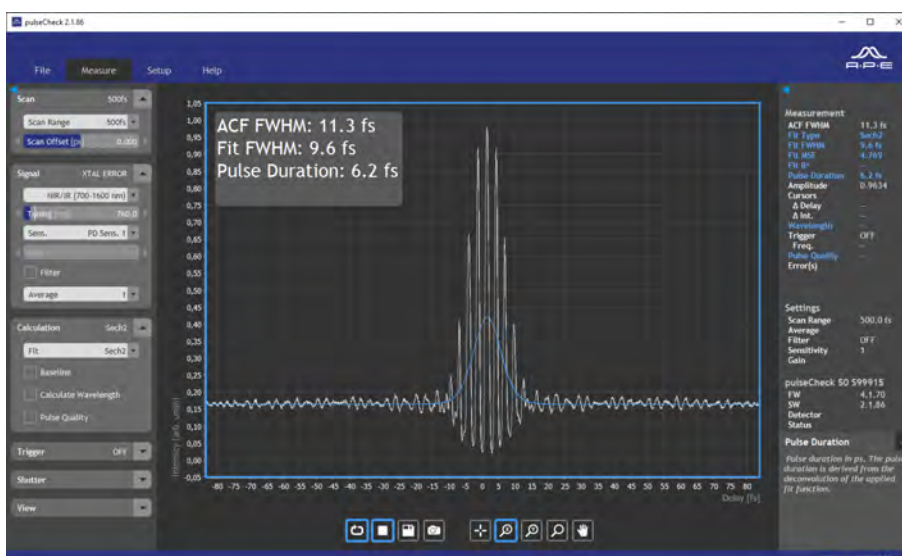 pulseCheck 2.1.86
File Measure Setup Help
A·P·E
Scan 500fs
Scan Range 500fs
Scan Offset [ps] 0.000
Signal XTAL ERROR
NIR/IR (700-1600 nm)
760.0
Sens. PD Sens. 1
Filter
Average 1
Calculation Sech2
Fit Sech2
Baseline
Calculate Wavelength
Pulse Quality
Trigger OFF
Shutter
View
ACF FWHM: 11.3 fs
Fit FWHM: 9.6 fs
Pulse Duration: 6.2 fs
1,05
1,00
0,95
0,90
0,85
0,80
0,75
0,70
0,65
0,60
0,55
0,50
0,45
0,40
0,35
0,30
0,25
0,20
0,15
0,10
0,05
0,00
-0,05
Intensity [arb. units]
-80 -75 -70 -65 -60 -55 -50 -45 -40 -35 -30 -25 -20 -15 -10 -5 0 5 10 15 20 25 30 35 40 45 50 55 60 65 70 75 80
Delay [fs]
Measurement
ACF FWHM 11.3 fs
Fit Type Sech2
Fit FWHM 9.6 fs
Fit MSE 4.769
Fit R² --
Pulse Duration 6.2 fs
Amplitude 0.9634
Cursors
Δ Delay --
Δ Int. --
Wavelength --
Trigger OFF
Freq. --
Pulse Quality --
Error(s)
Settings
Scan Range 500.0 fs
Average
Filter OFF
Sensitivity 1
Gain
pulseCheck 50 S99915
FW 4.1.70
SW 2.1.86
Detector
Status
Pulse Duration
Pulse duration in ps. The pulse
duration is derived from the
deconvolution of the applied
fit function.